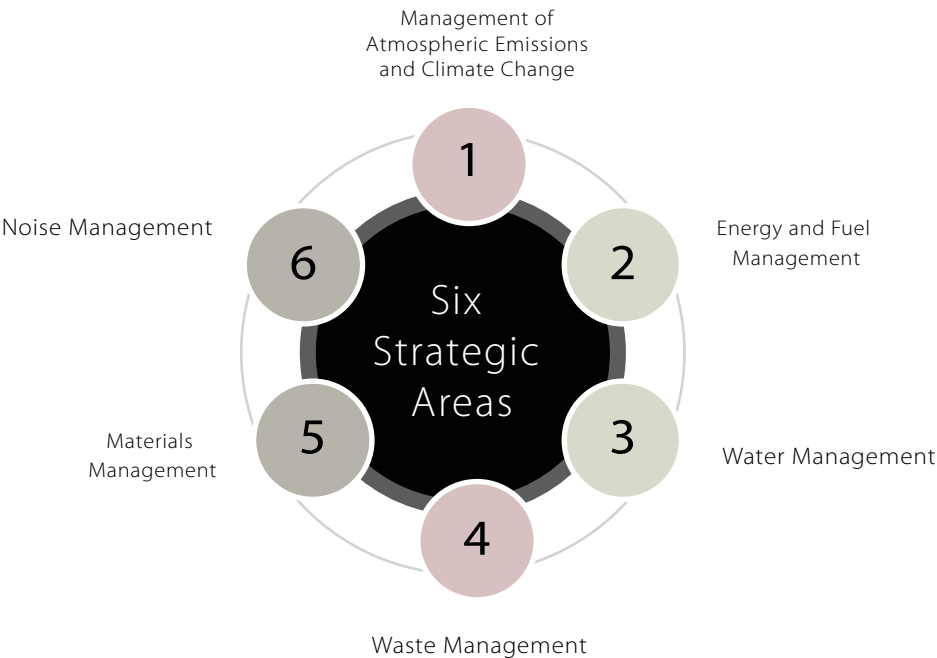 Management of
Atmospheric Emissions
and Climate Change
1
2
Energy and Fuel
Management
3
Water Management
4
Waste Management
5
Materials
Management
6
Noise Management
Six
Strategic
Areas